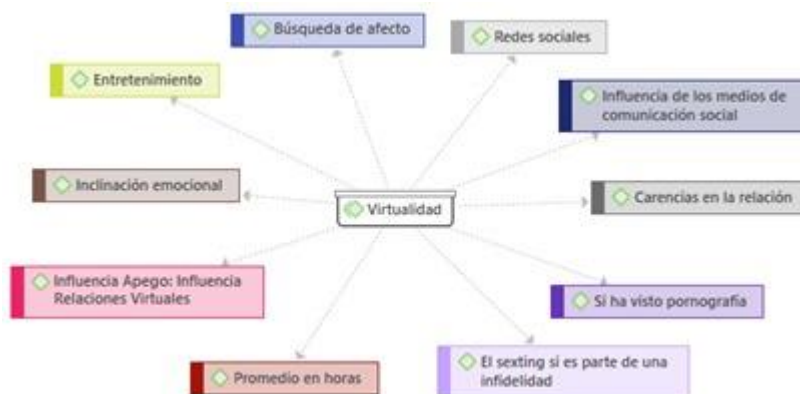 Búsqueda de afecto
Redes sociales
Entretenimiento
Influencia de los medios de
comunicación social
Inclinación emocional
Carencias en la relación
Virtualidad
Influencia Apego: Influencia
Relaciones Virtuales
Si ha visto pornografía
El sexting si es parte de una
infidelidad
Promedio en horas